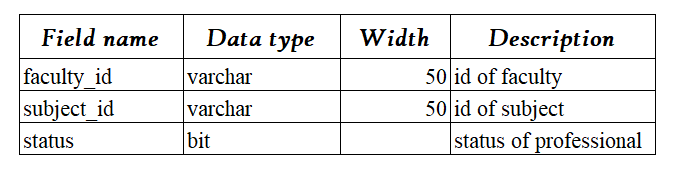 Field name Data type Width Description
faculty_id varchar 50 id of faculty
subject_id varchar 50 id of subject
status bit status of professional